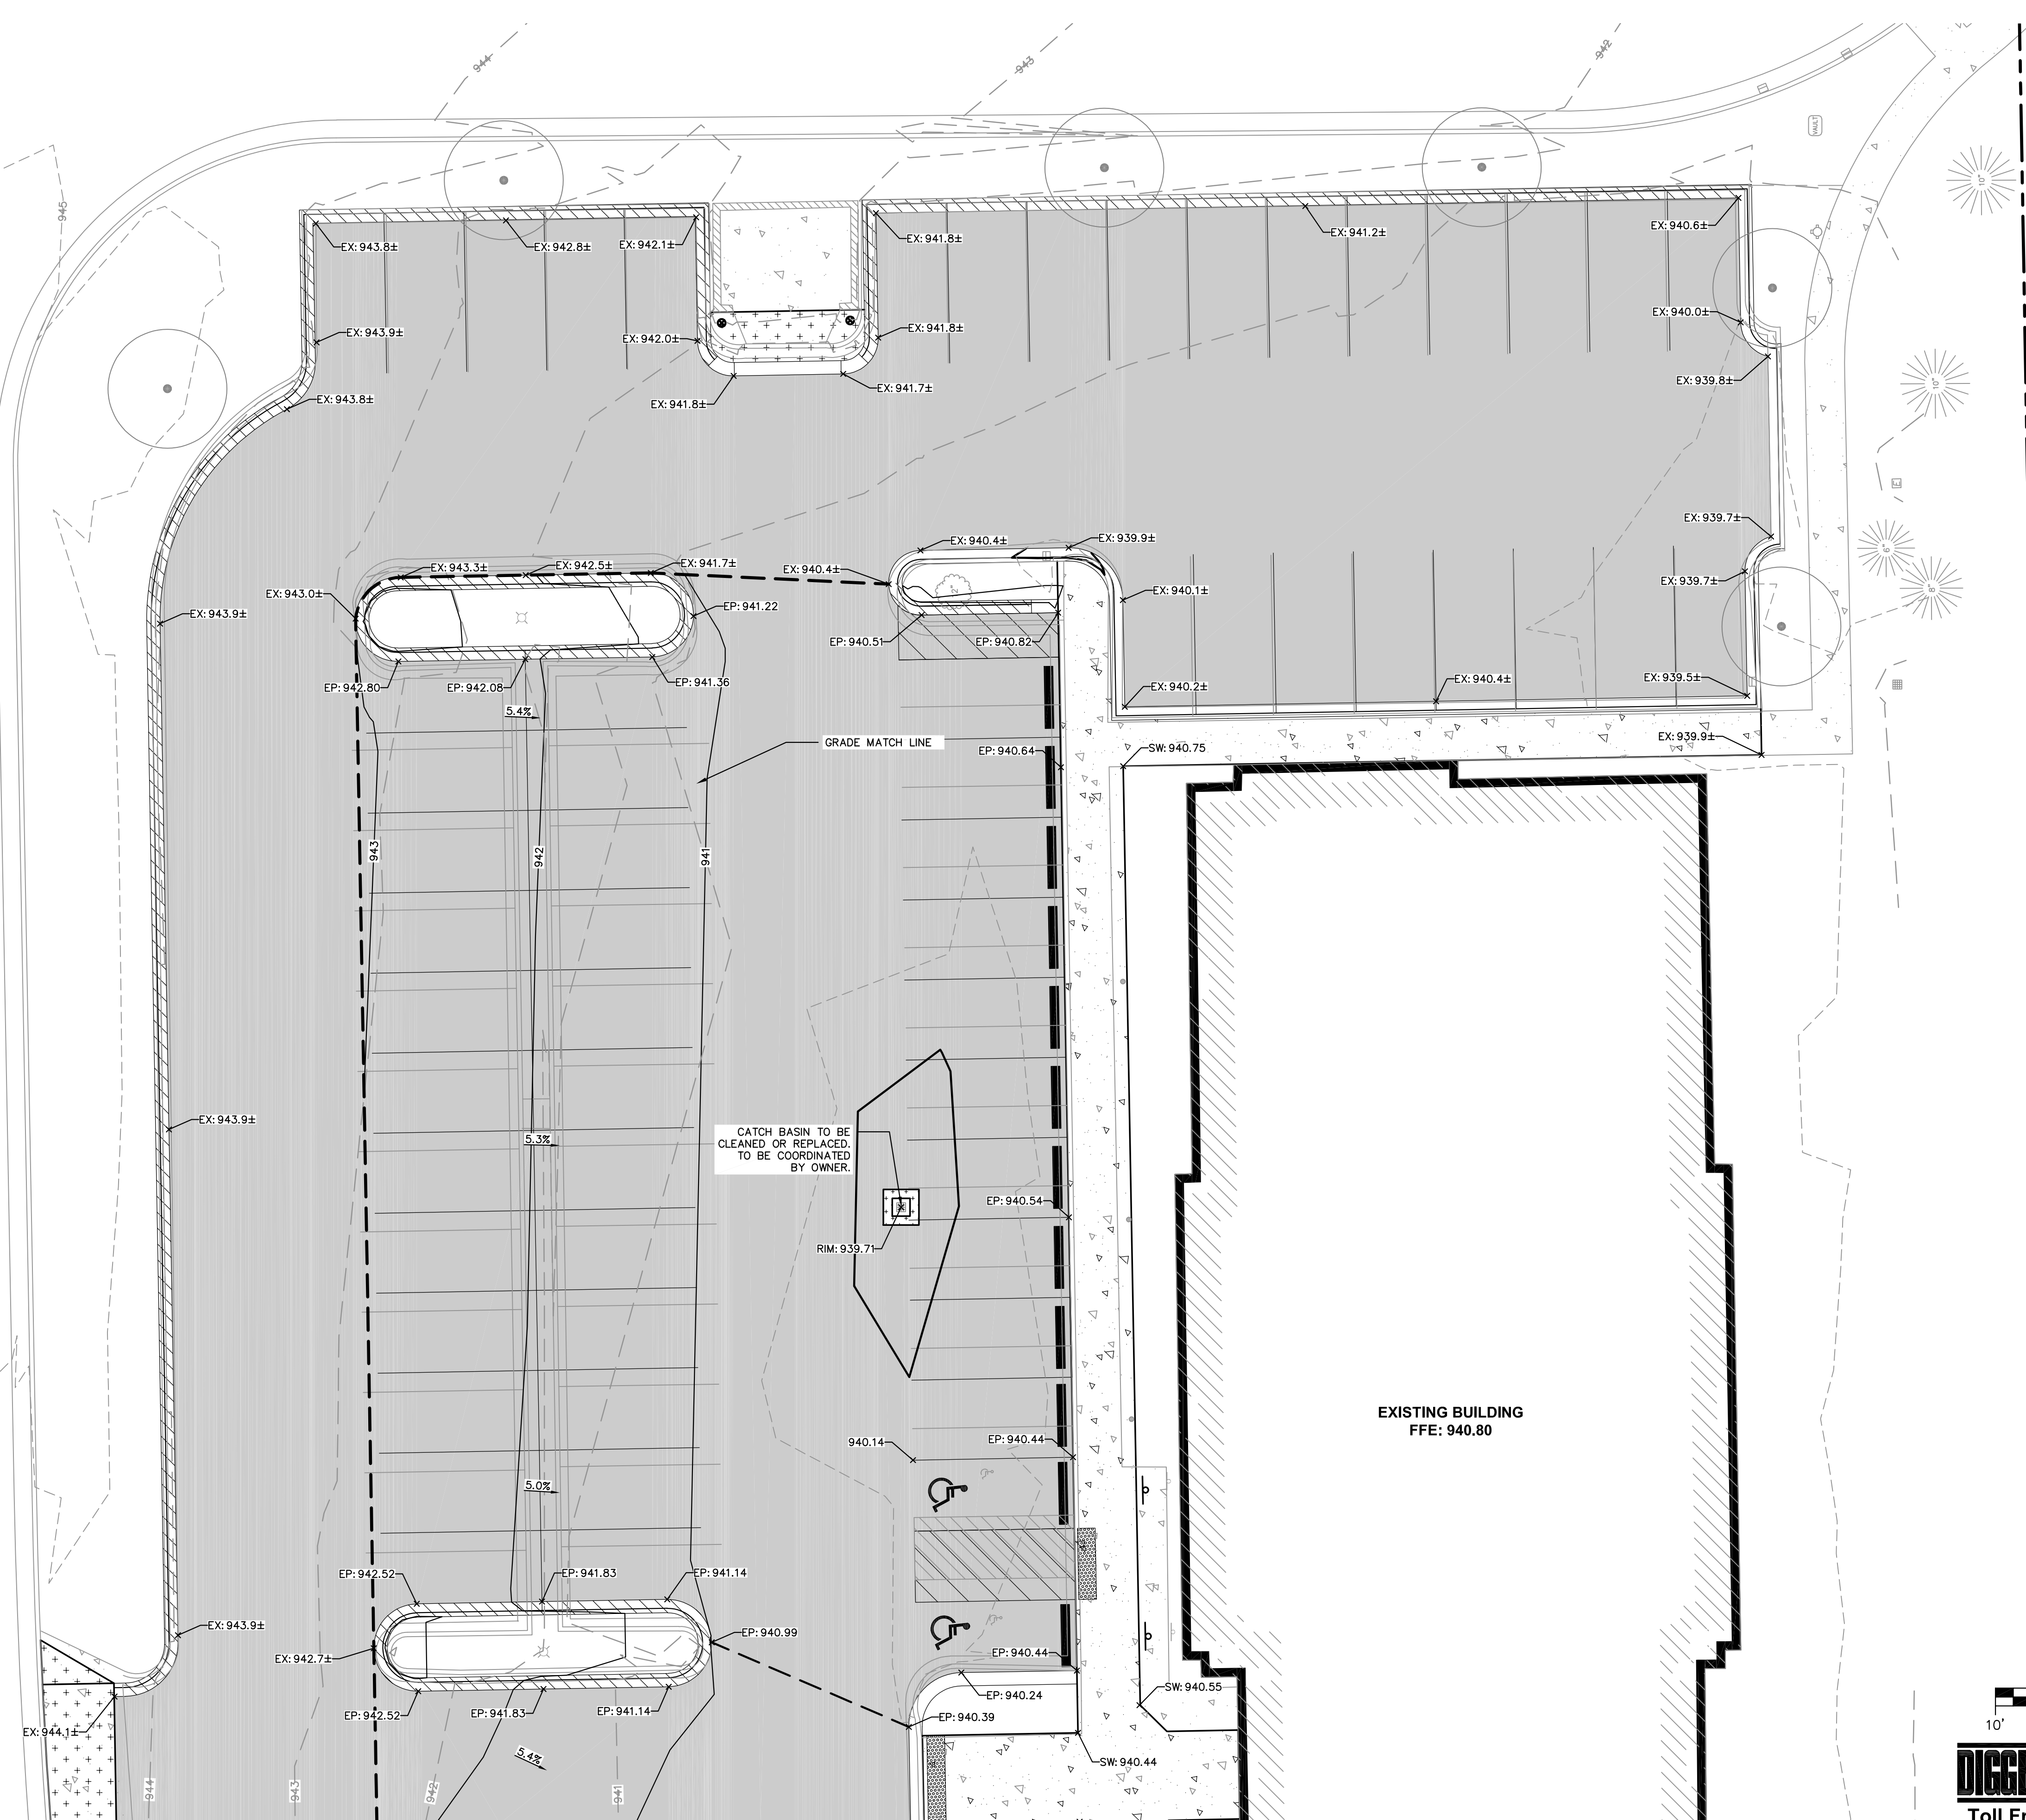 944
943
942
VAULT
10"
945
EX: 943.8±
EX: 942.8±
EX: 942.1±
EX: 941.8±
EX: 941.2±
EX: 940.6±
EX: 943.9±
EX: 942.0±
EX: 941.8±
EX: 940.0±
EX: 943.8±
EX: 941.8±
EX: 941.7±
EX: 939.8±
10"
E
EX: 939.7±
EX: 940.4±
EX: 939.9±
6"
EX: 943.3±
EX: 942.5±
EX: 941.7±
EX: 940.4±
EX: 939.7±
8"
EX: 943.0±
EX: 943.9±
EP: 941.22
2"
EX: 940.1±
EP: 940.51
EP: 940.82
EP: 942.80
EP: 942.08
EP: 941.36
EX: 940.2±
EX: 940.4±
EX: 939.5±
5.4%
GRADE MATCH LINE
EP: 940.64
SW: 940.75
EX: 939.9±
943
942
941
EX: 943.9±
CATCH BASIN TO BE
CLEANED OR REPLACED.
TO BE COORDINATED
BY OWNER.
5.3%
EP: 940.54
RIM: 939.71
EXISTING BUILDING
FFE: 940.80
940.14
EP: 940.44
5.0%
EP: 942.52
EP: 941.83
EP: 941.14
EX: 943.9±
EX: 942.7±
EP: 940.99
EP: 940.44
EP: 940.24
SW: 940.55
EP: 942.52
EP: 941.83
EP: 941.14
EP: 940.39
EX: 944.1±
10'
5.4%
SW: 940.44
944
943
942
941
DIGG
Toll Fr